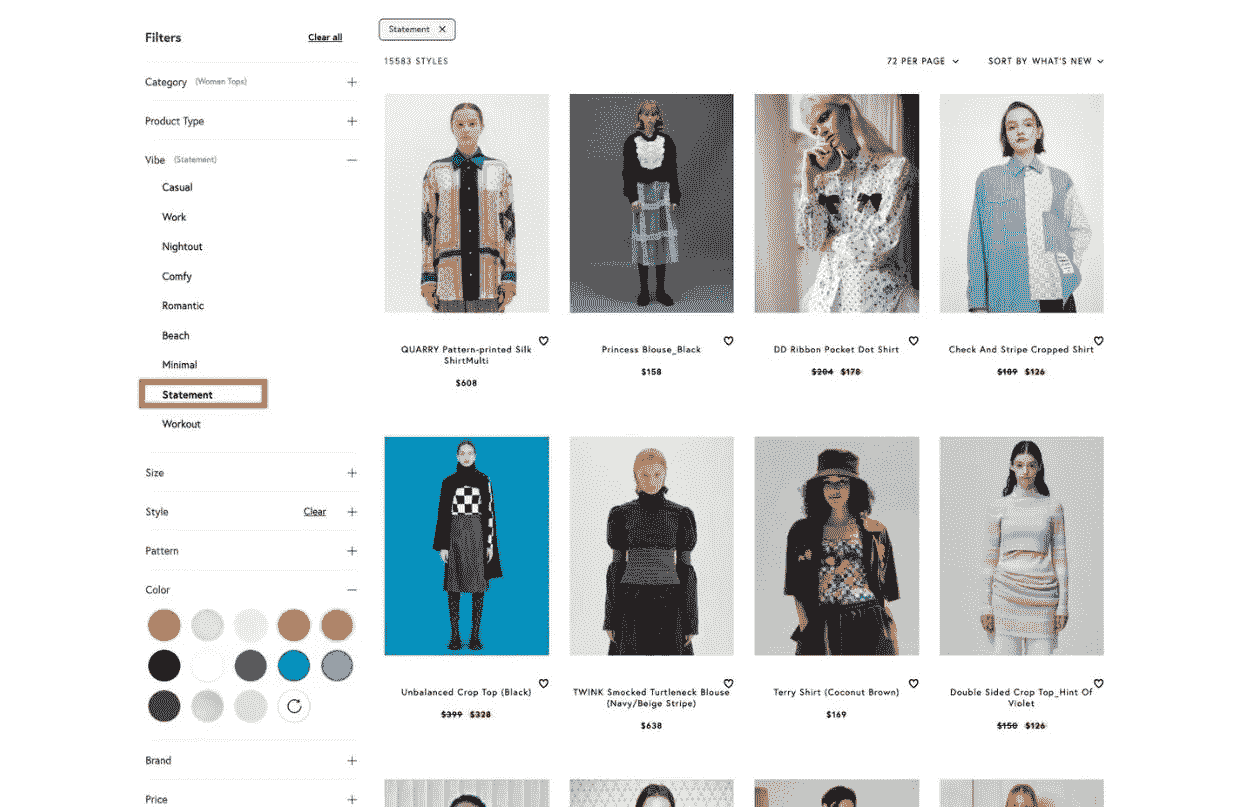 Filters
Clear all
Category (Women Tops)
Product Type
Vibe (Statement)
Casual
Work
Nightout
Comfy
Romantic
Beach
Minimal
Statement
Workout
Size
Style Clear
Pattern
Color
Brand
Price
Statement
15583 STYLES
72 PER PAGE
SORT BY WHAT'S NEW
QUARRY Pattern-printed Silk
ShirtMulti
$608
Princess Blouse_Black
$158
DD Ribbon Pocket Dot Shirt
$204 $178
Check And Stripe Cropped Shirt
$189 $126
Unbalanced Crop Top (Black)
$399 $328
TWINK Smocked Turtleneck Blouse
(Navy/Beige Stripe)
$638
Terry Shirt (Coconut Brown)
$169
Double Sided Crop Top_Hint Of
Violet
$150 $126